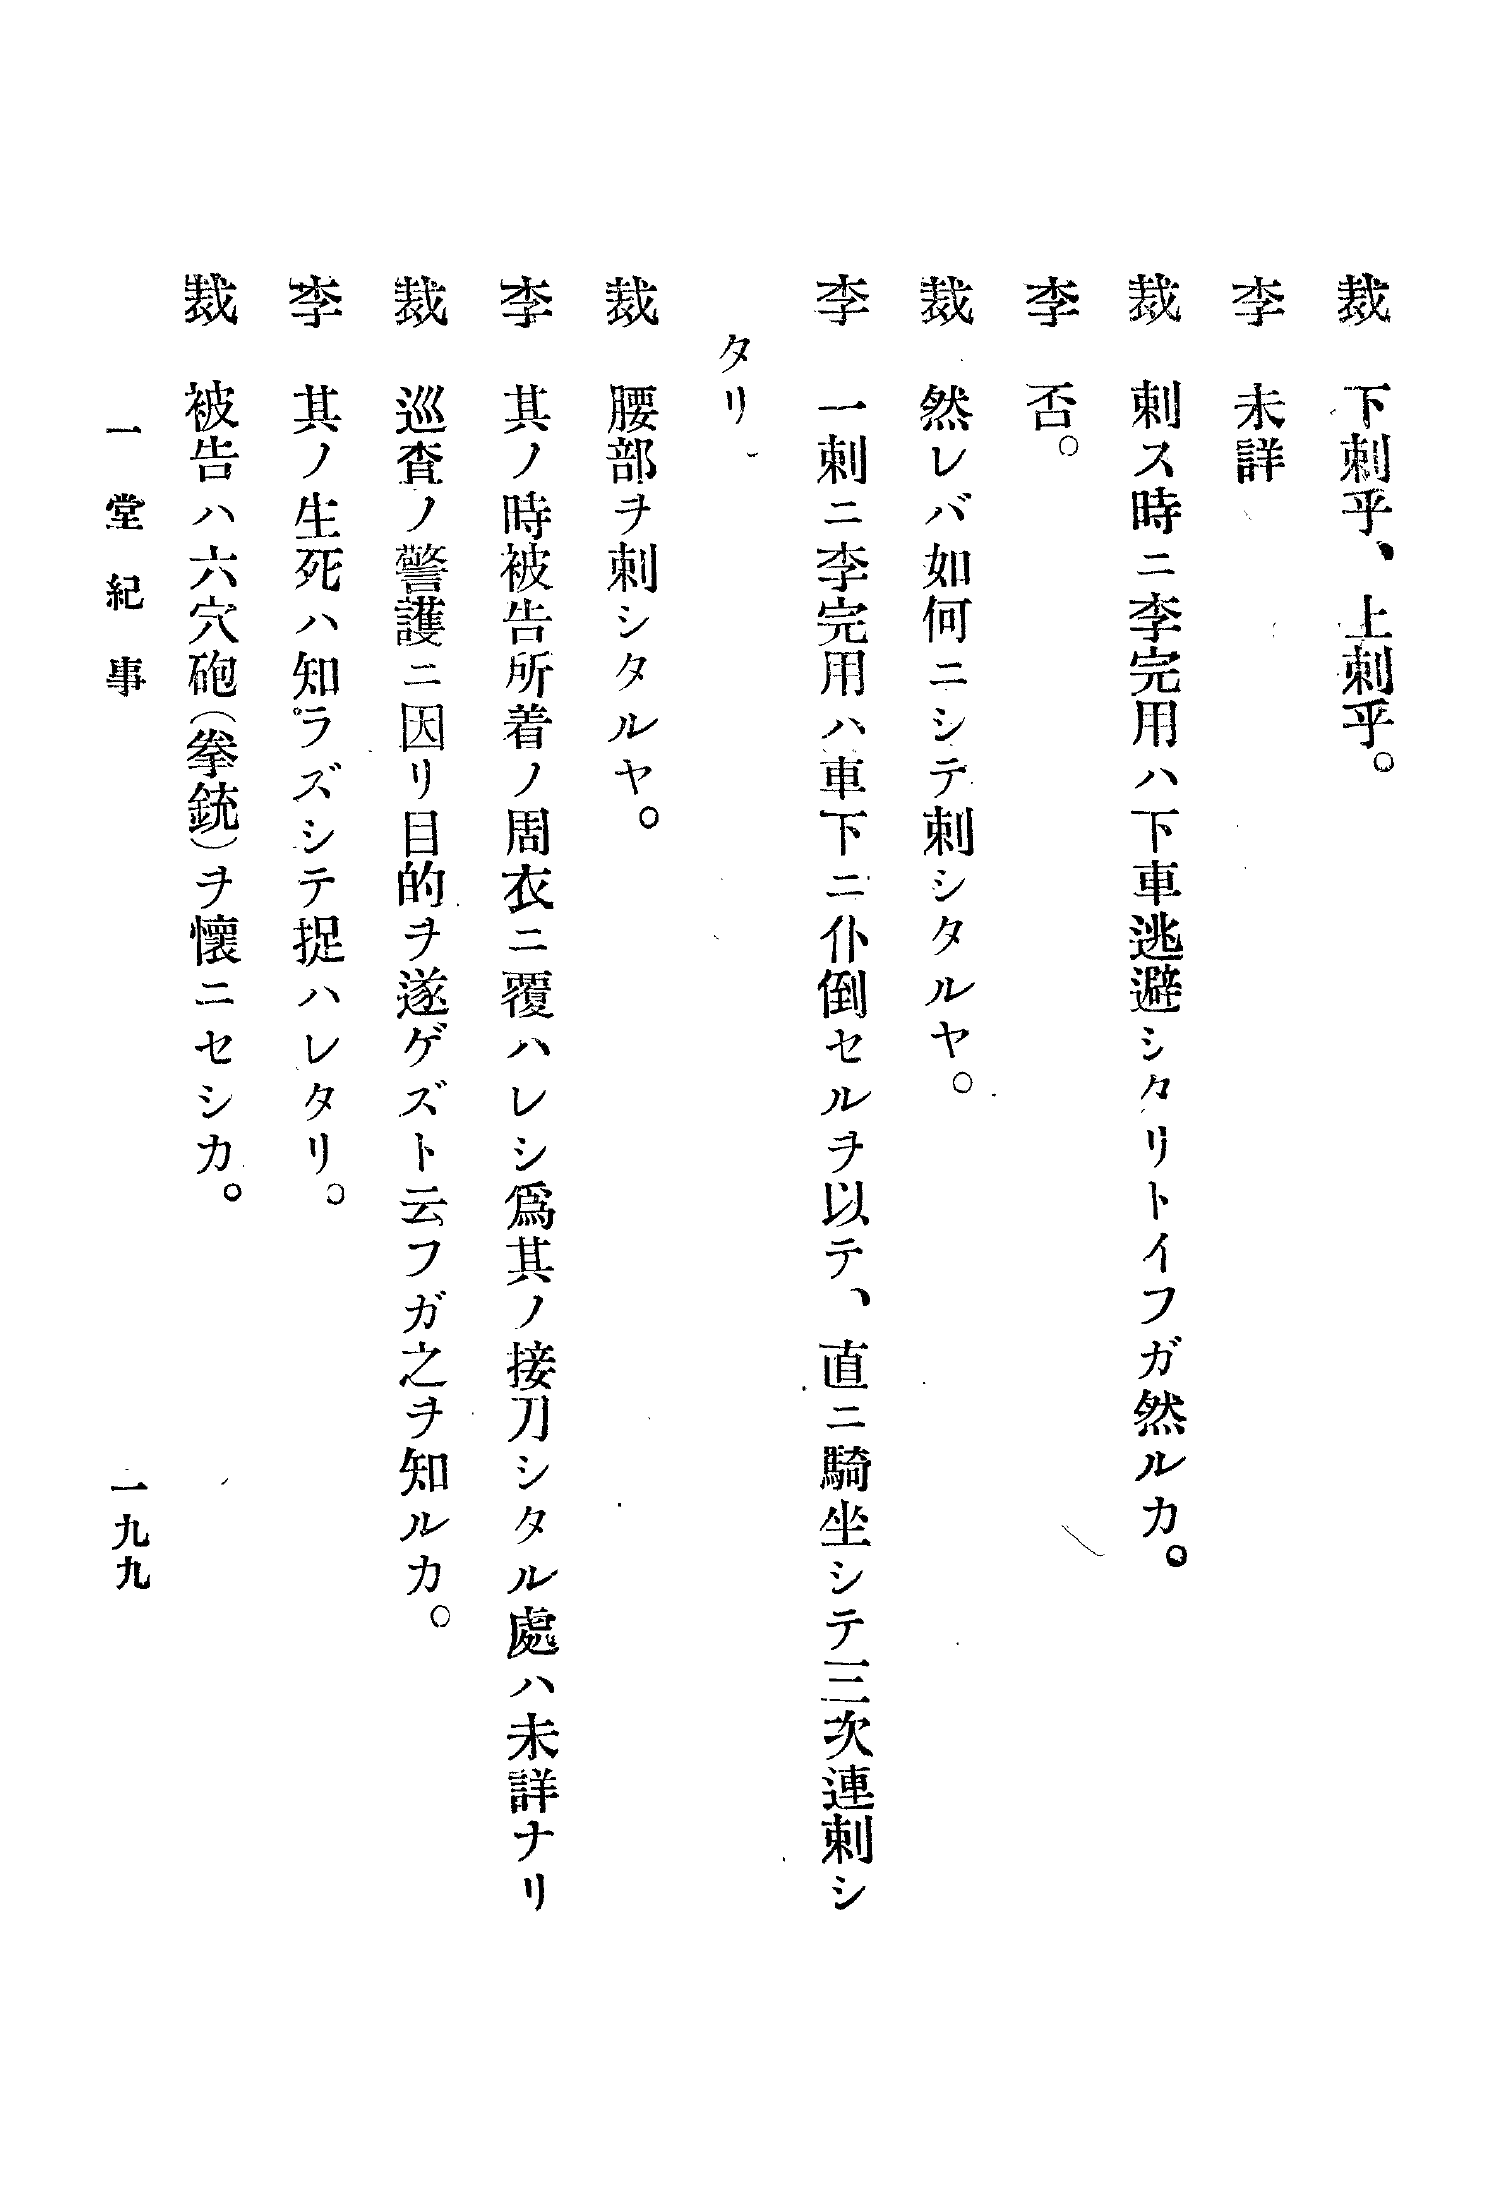 裁　下刺乎、上刺乎。
李　未詳
裁　刺ス時ニ李完用ハ下車逃避シタリトイフガ然ルカ。
李　否。
裁　然レバ如何ニシテ刺シタルヤ。
李　一刺ニ李完用ハ車下ニ仆倒セルヲ以テ、直ニ騎坐シテ三次連刺シ
タリ
裁　腰部ヲ刺シタルヤ。
李　其ノ時被告所着ノ周衣ニ覆ハレシ爲其ノ接刀シタル處ハ未詳ナリ
裁　巡査ノ警護ニ因リ目的ヲ遂ゲズト云フガ之ヲ知ルカ。
李　其ノ生死ハ知ラズシテ捉ハレタリ。
裁　被告ハ六穴砲（拳銃）ヲ懷ニセシカ。
一堂紀事　一九九